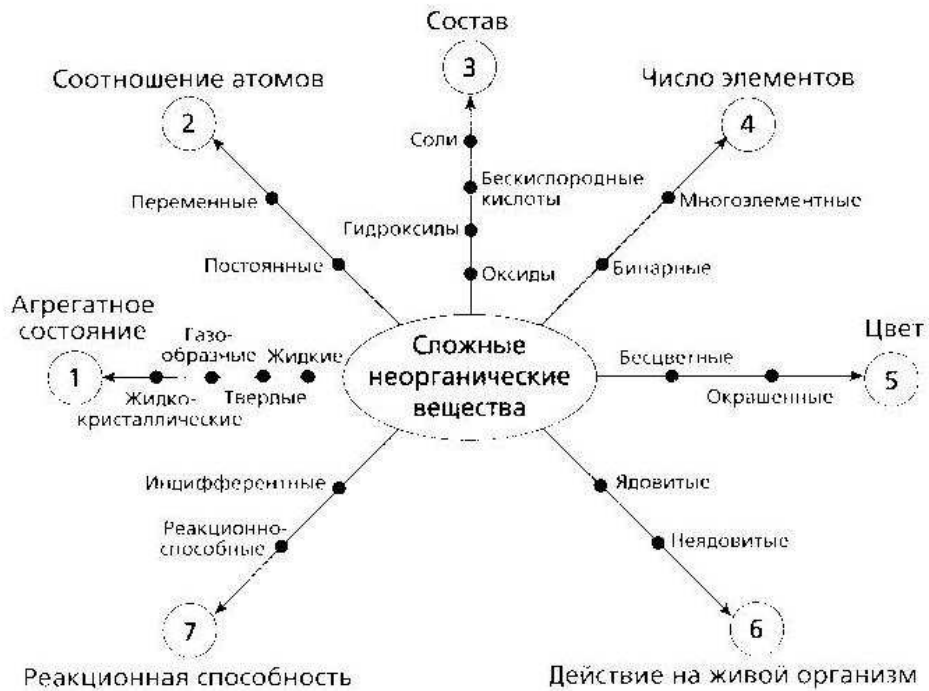 Состав
3
Соотношение атомов
2
Число элементов
4
Соли
Бескислородные
кислоты
Переменные
Многоэлементные
Гидроксиды
Постоянные
Оксиды
Бинарные
Агрегатное
состояние
1
Газо-
образные
Жидкие
Жидко-
кристаллические
Твердые
Сложные
неорганические
вещества
Бесцветные
Окрашенные
Цвет
5
Индифферентные
Реакционно-
способные
7
Реакционная способность
Ядовитые
Неядовитые
6
Действие на живой организм